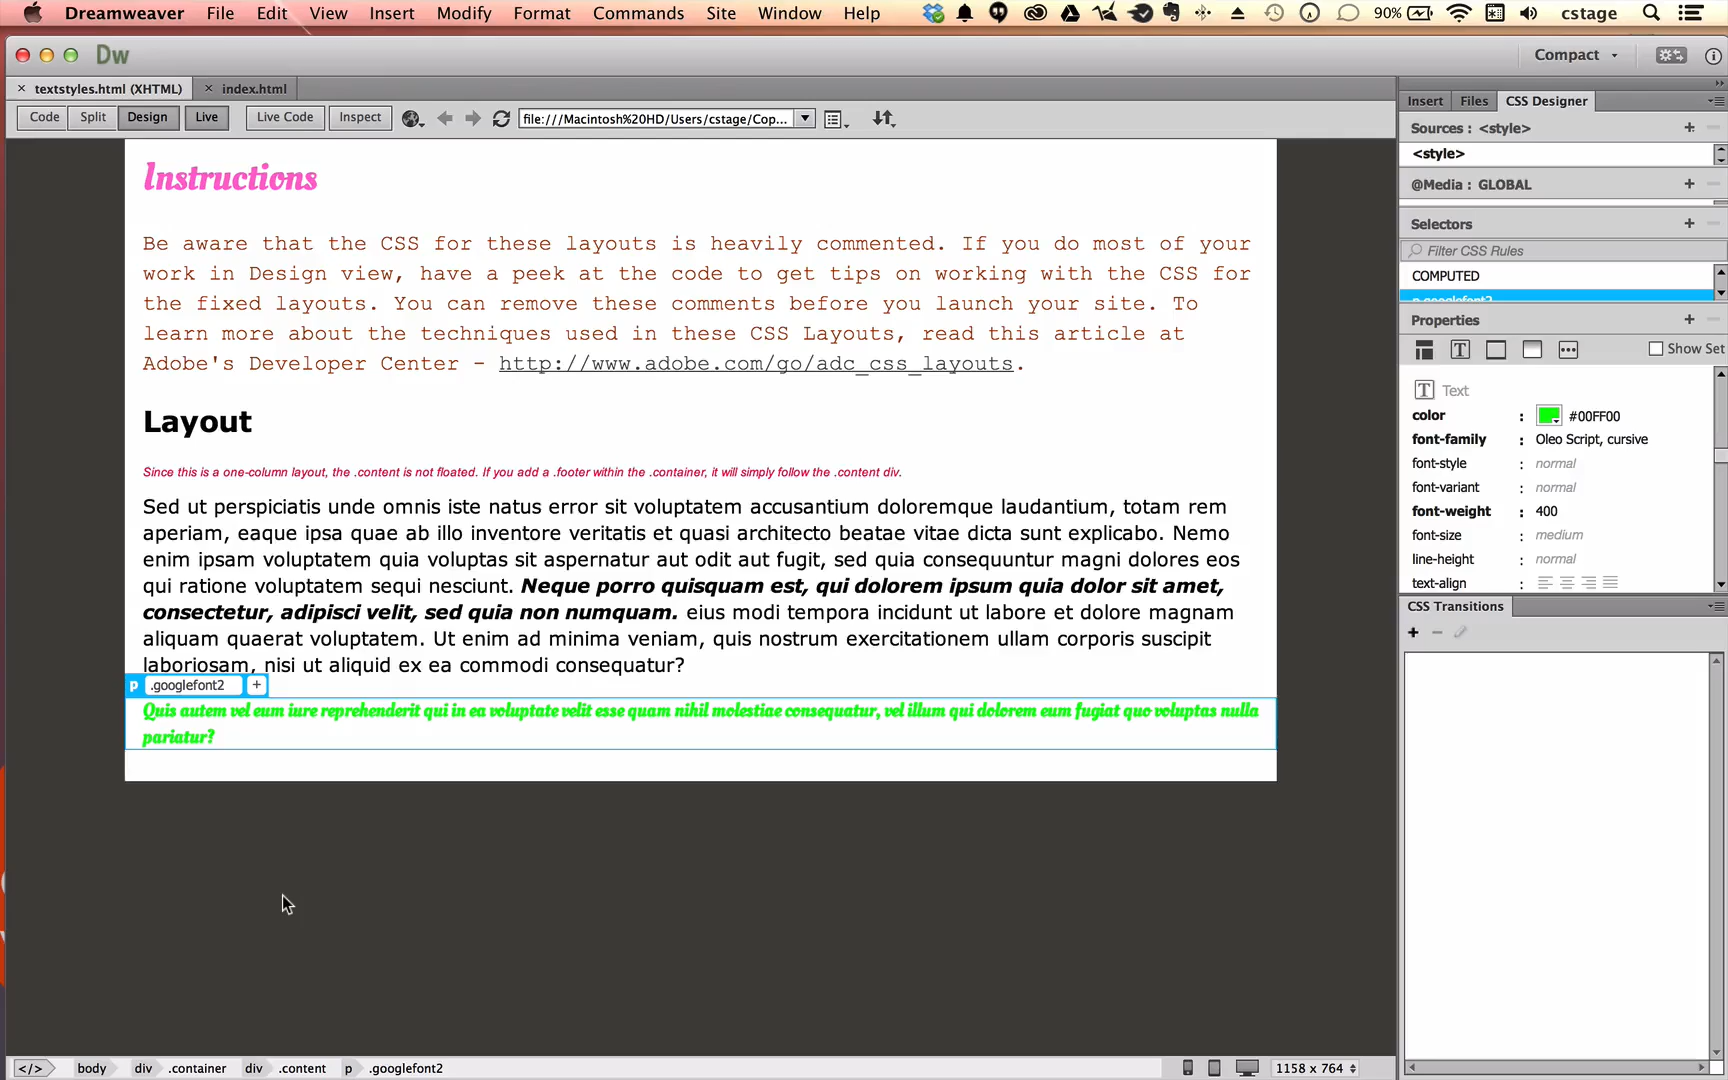 Dreamweaver File Edit View Insert Modify Format Commands Site Window Help 90% cstage
Dw Compact
textstyles.html (XHTML) index.html
Code Split Design Live Live Code Inspect file:///Macintosh%20HD/Users/cstage/Cop...
Instructions
Be aware that the CSS for these layouts is heavily commented. If you do most of your
work in Design view, have a peek at the code to get tips on working with the CSS for
the fixed layouts. You can remove these comments before you launch your site. To
learn more about the techniques used in these CSS Layouts, read this article at
Adobe's Developer Center - http://www.adobe.com/go/adc_css_layouts.
Layout
Since this is a one-column layout, the .content is not floated. If you add a .footer within the .container, it will simply follow the .content div.
Sed ut perspiciatis unde omnis iste natus error sit voluptatem accusantium doloremque laudantium, totam rem
aperiam, eaque ipsa quae ab illo inventore veritatis et quasi architecto beatae vitae dicta sunt explicabo. Nemo
enim ipsam voluptatem quia voluptas sit aspernatur aut odit aut fugit, sed quia consequuntur magni dolores eos
qui ratione voluptatem sequi nesciunt. Neque porro quisquam est, qui dolorem ipsum quia dolor sit amet,
consectetur, adipisci velit, sed quia non numquam. eius modi tempora incidunt ut labore et dolore magnam
aliquam quaerat voluptatem. Ut enim ad minima veniam, quis nostrum exercitationem ullam corporis suscipit
laboriosam, nisi ut aliquid ex ea commodi consequatur?
p .googlefont2 +
Quis autem vel eum iure reprehenderit qui in ea voluptate velit esse quam nihil molestiae consequatur, vel illum qui dolorem eum fugiat quo voluptas nulla
pariatur?
Insert Files CSS Designer
Sources : <style>
<style>
@Media : GLOBAL
Selectors
Filter CSS Rules
COMPUTED
p.googlefont2
Properties
Show Set
Text
color : #00FF00
font-family : Oleo Script, cursive
font-style : normal
font-variant : normal
font-weight : 400
font-size : medium
line-height : normal
text-align :
CSS Transitions
</> body div .container div .content p .googlefont2 1158 x 764